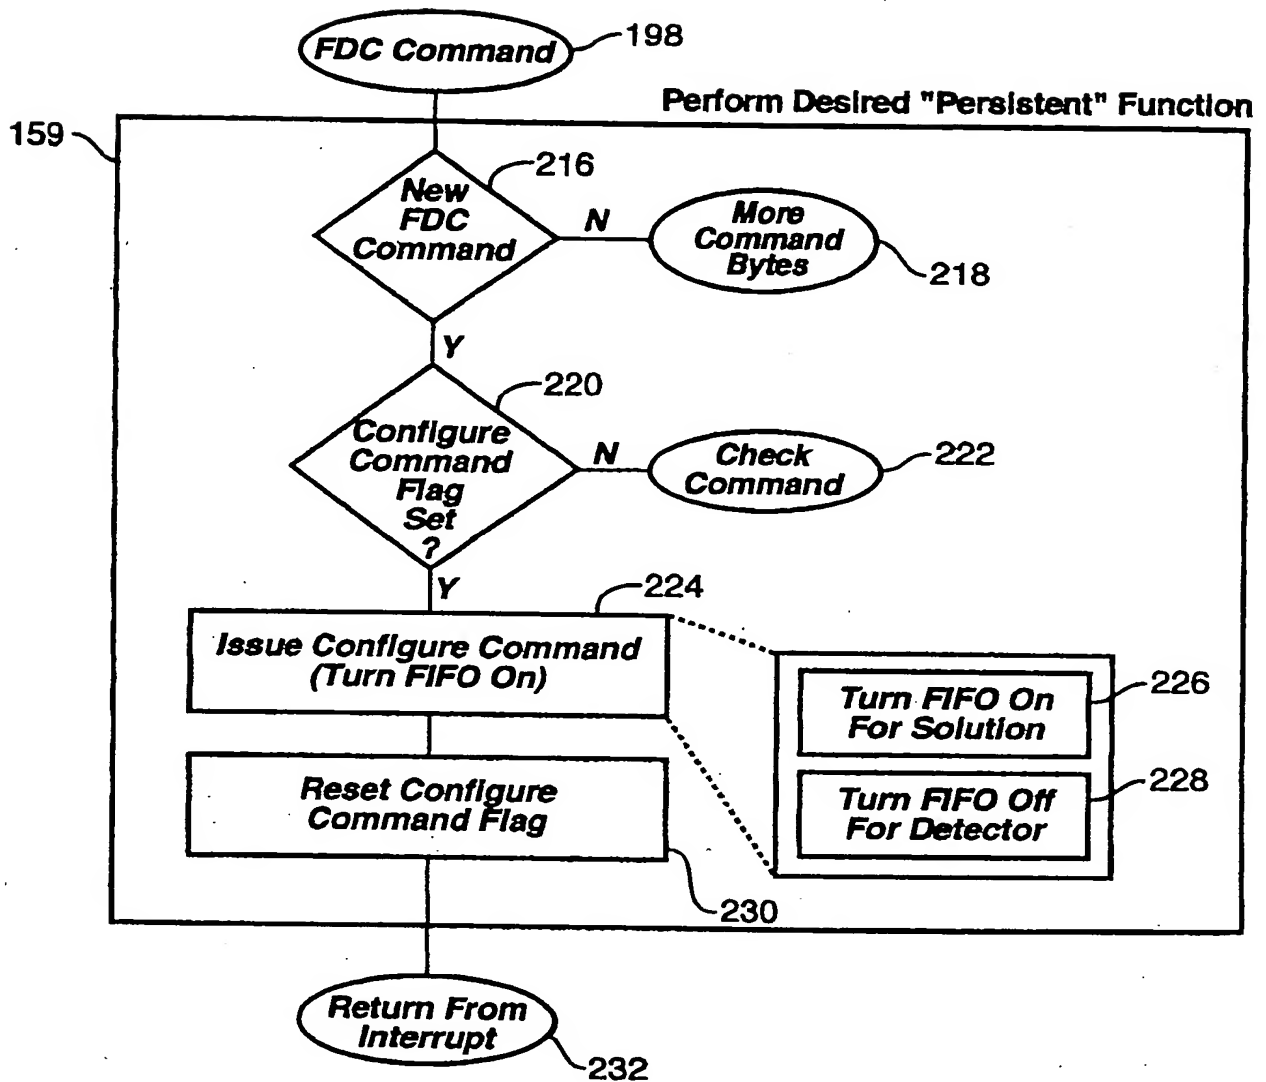 FDC Command
198
Perform Desired "Persistent" Function
159
216
New
FDC
Command
N
More
Command
Bytes
218
Y
220
Configure
Command
Flag
Set
?
N
Check
Command
222
Y
224
Issue Configure Command
(Turn FIFO On)
226
Turn FIFO On
For Solution
228
Turn FIFO Off
For Detector
Reset Configure
Command Flag
230
Return From
Interrupt
232